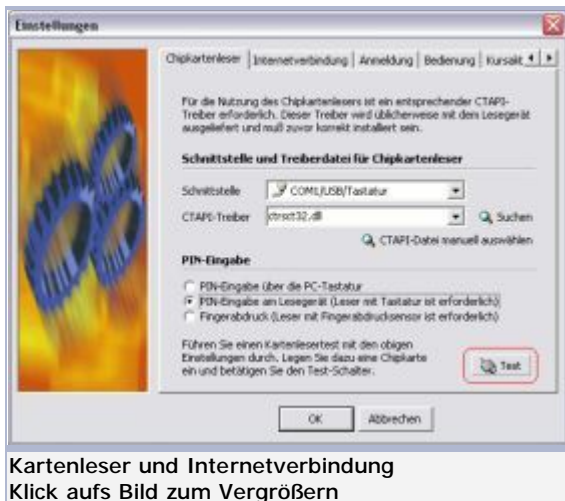 Einstellungen
Chipkartenleser Internetverbindung Anmeldung Bedienung Kursakt
Für die Nutzung des Chipkartenlesers ist ein entsprechender CTAPI-
Treiber erforderlich. Dieser Treiber wird üblicherweise mit dem Lesegerät
ausgeliefert und muß zuvor korrekt installiert sein.
Schnittstelle und Treiberdatei für Chipkartenleser
Schnittstelle COM1/USB/Tastatur
CTAPI-Treiber ctrsct32.dll Suchen
CTAPI-Datei manuell auswählen
PIN-Eingabe
PIN-Eingabe über die PC-Tastatur
PIN-Eingabe am Lesegerät (Leser mit Tastatur ist erforderlich)
Fingerabdruck (Leser mit Fingerabdrucksensor ist erforderlich)
Führen Sie einen Kartenlesertest mit den obigen
Einstellungen durch. Legen Sie dazu eine Chipkarte
ein und betätigen Sie den Test-Schalter.
Test
OK Abbrechen
Kartenleser und Internetverbindung
Klick aufs Bild zum Vergrößern